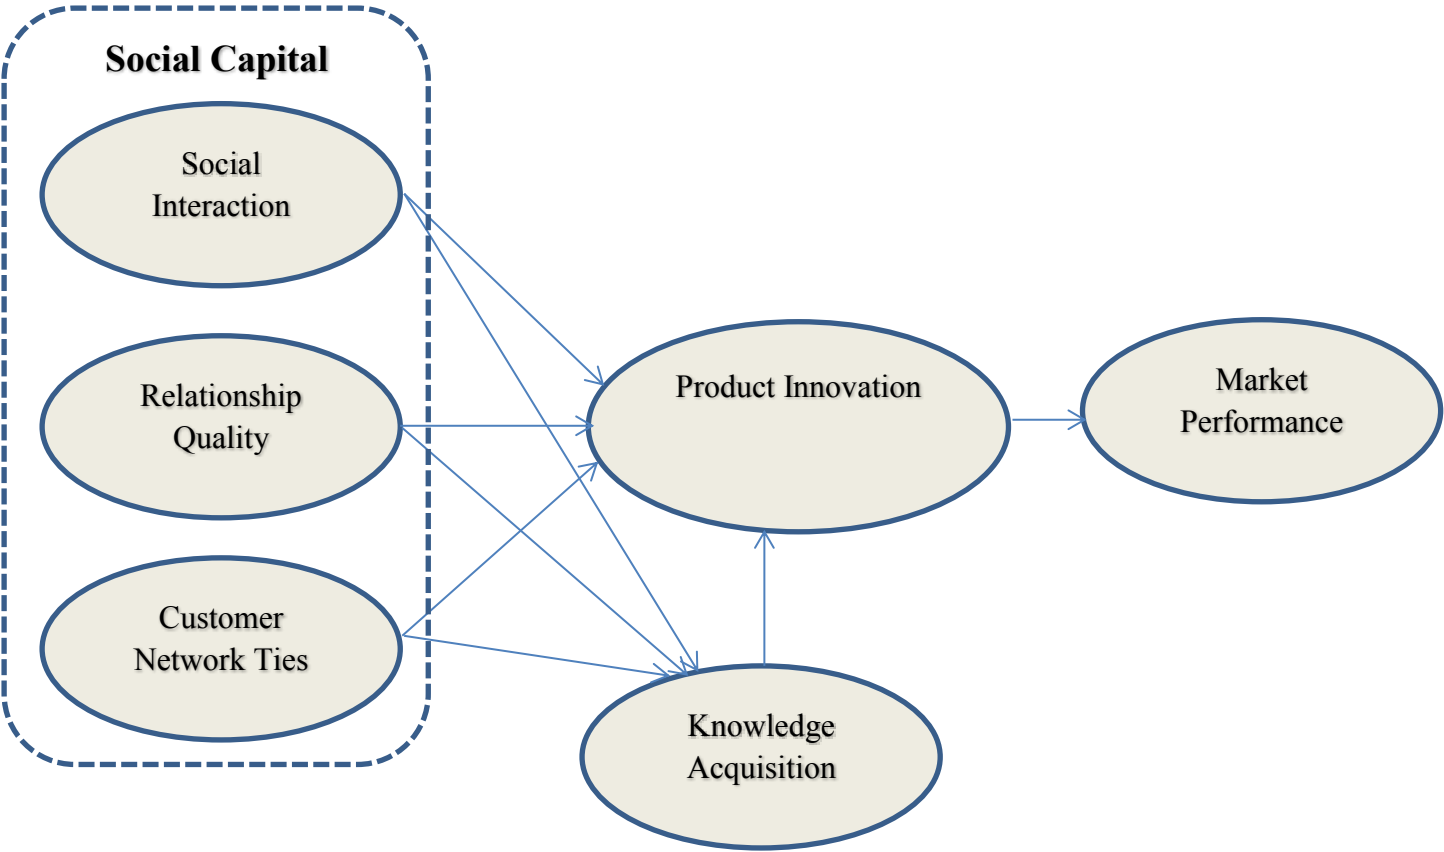 Social Capital
Social
Interaction
Relationship
Quality
Customer
Network Ties
Product Innovation
Knowledge
Acquisition
Market
Performance